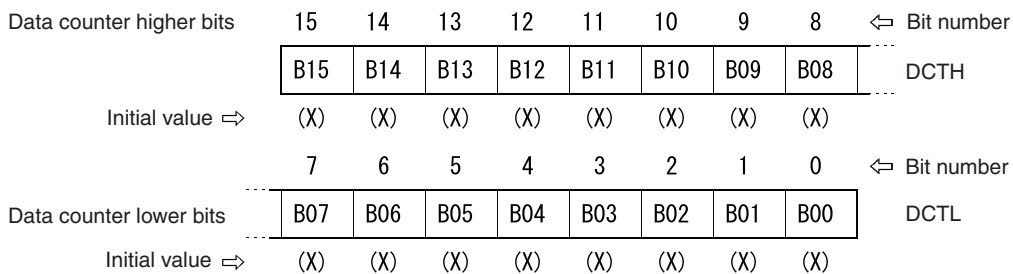 Data counter higher bits 15 14 13 12 11 10 9 8 ⇦ Bit number
B15 B14 B13 B12 B11 B10 B09 B08 DCTH
Initial value ⇨ (X) (X) (X) (X) (X) (X) (X) (X)
7 6 5 4 3 2 1 0 ⇦ Bit number
Data counter lower bits B07 B06 B05 B04 B03 B02 B01 B00 DCTL
Initial value ⇨ (X) (X) (X) (X) (X) (X) (X) (X)